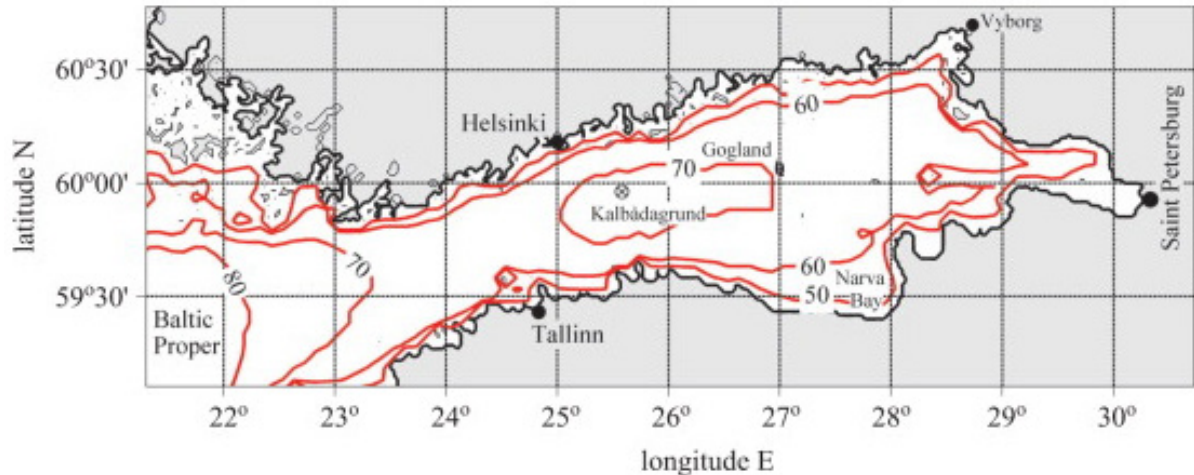 Vyborg
60°30'
60
Helsinki
Gogland
70
60°00'
Kalbådagrund
Saint Petersburg
latitude N
70
80
60
59°30'
50
Narva
Bay
Baltic
Proper
Tallinn
22°
23°
24°
25°
26°
27°
28°
29°
30°
longitude E